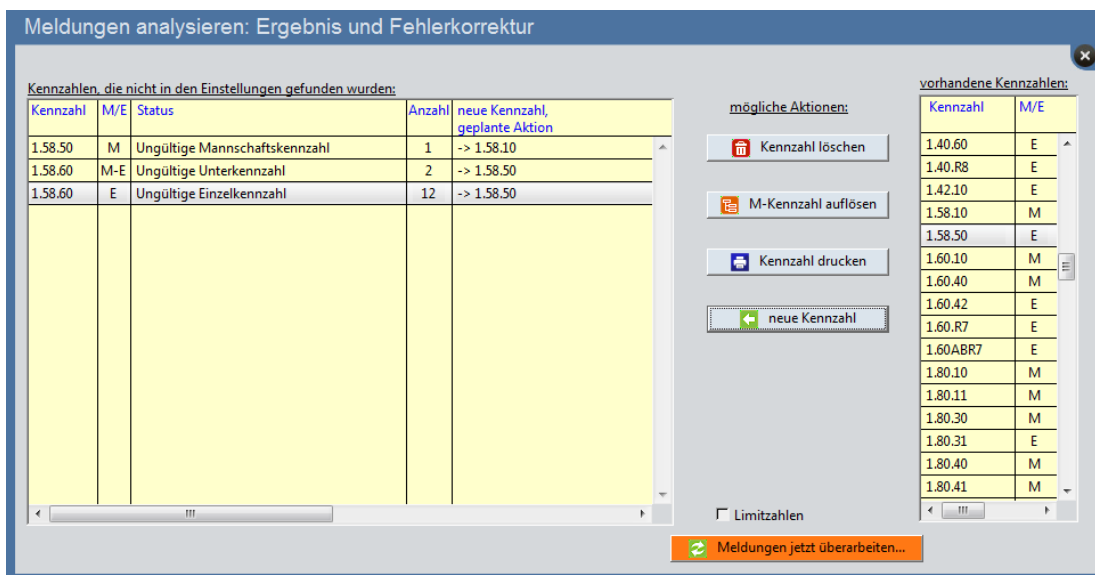 Meldungen analysieren: Ergebnis und Fehlerkorrektur
Kennzahlen, die nicht in den Einstellungen gefunden wurden:
Kennzahl M/E Status Anzahl neue Kennzahl,
geplante Aktion
1.58.50 M Ungültige Mannschaftskennzahl 1 -> 1.58.10
1.58.60 M-E Ungültige Unterkennzahl 2 -> 1.58.50
1.58.60 E Ungültige Einzelkennzahl 12 -> 1.58.50
mögliche Aktionen:
Kennzahl löschen
M-Kennzahl auflösen
Kennzahl drucken
neue Kennzahl
Limitzahlen
Meldungen jetzt überarbeiten...
vorhandene Kennzahlen:
Kennzahl M/E
1.40.60 E
1.40.R8 E
1.42.10 E
1.58.10 M
1.58.50 E
1.60.10 M
1.60.40 M
1.60.42 E
1.60.R7 E
1.60ABR7 E
1.80.10 M
1.80.11 M
1.80.30 M
1.80.31 E
1.80.40 M
1.80.41 M